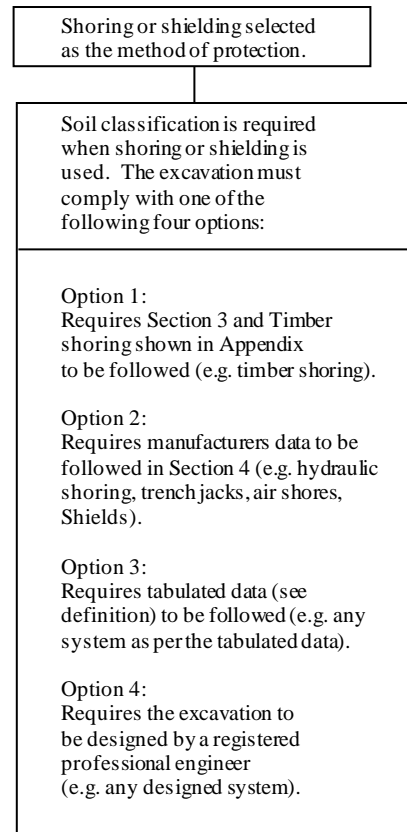 Shoring or shielding selected
as the method of protection.
Soil classification is required
when shoring or shielding is
used. The excavation must
comply with one of the
following four options:
Option 1:
Requires Section 3 and Timber
shoring shown in Appendix
to be followed (e.g. timber shoring).
Option 2:
Requires manufacturers data to be
followed in Section 4 (e.g. hydraulic
shoring, trench jacks, air shores,
Shields).
Option 3:
Requires tabulated data (see
definition) to be followed (e.g. any
system as per the tabulated data).
Option 4:
Requires the excavation to
be designed by a registered
professional engineer
(e.g. any designed system).